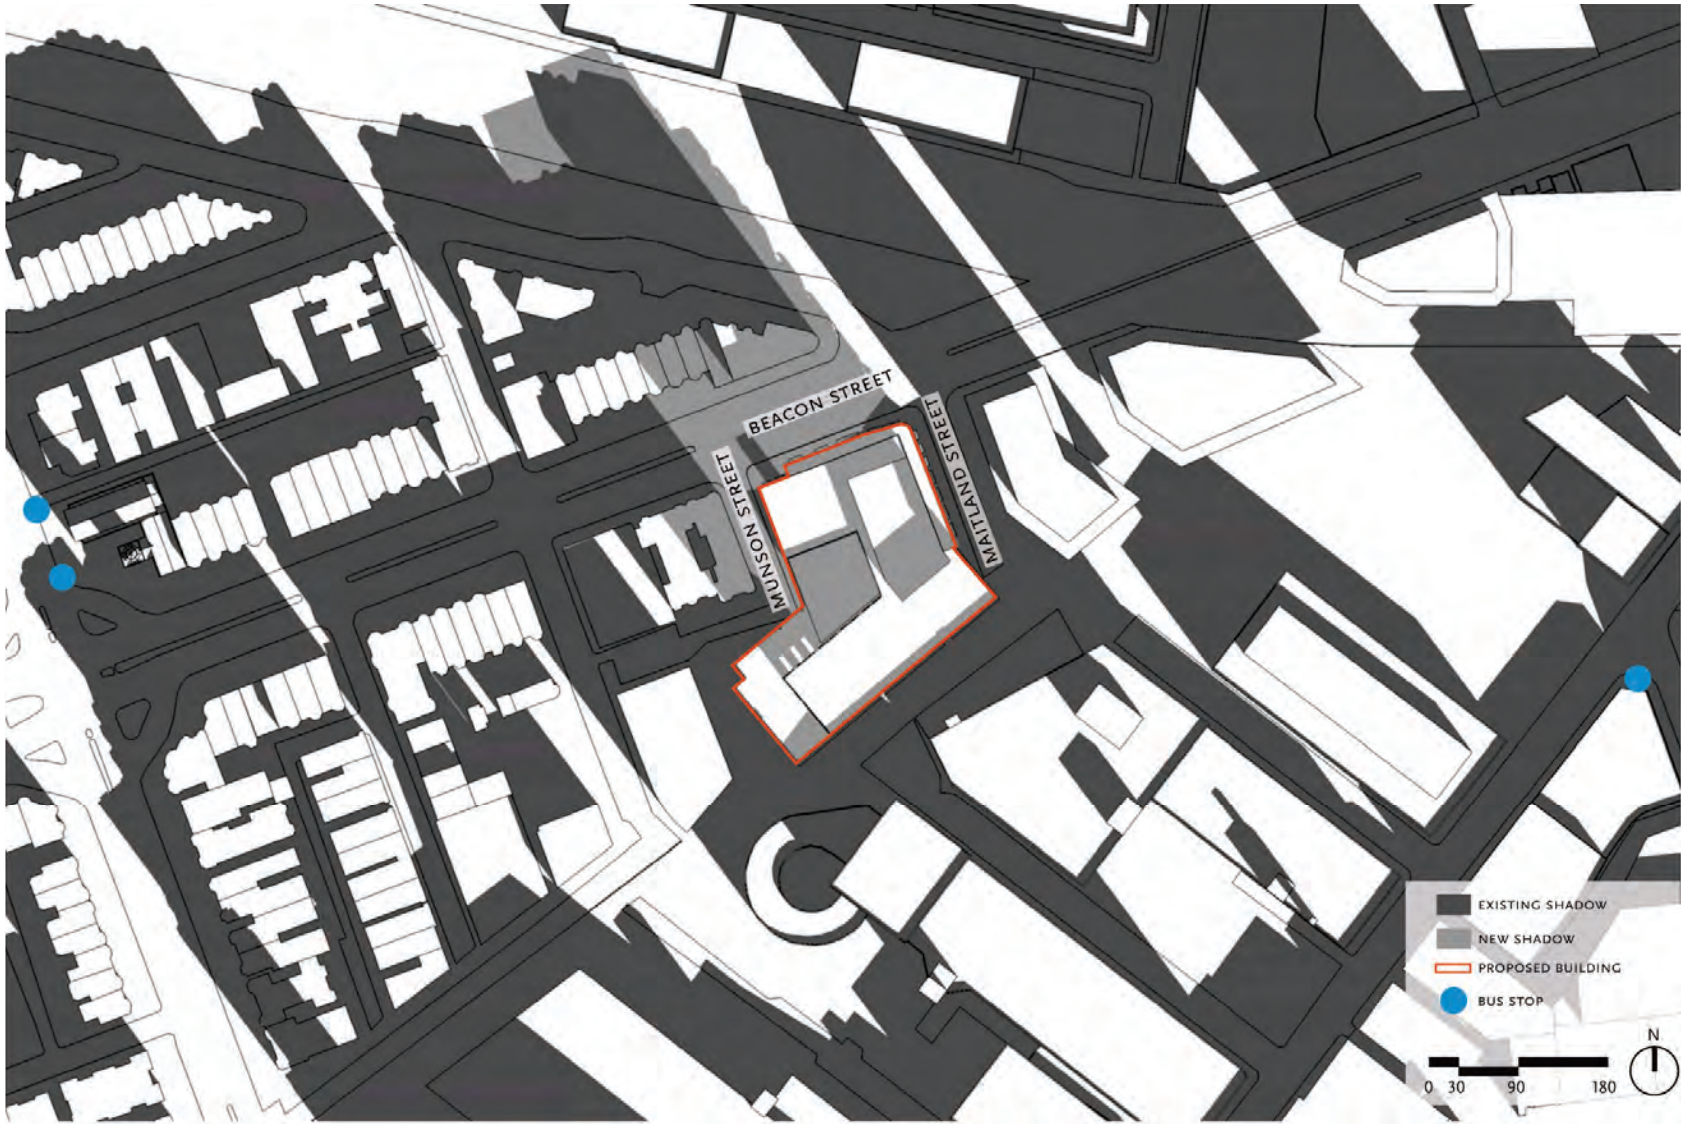 BEACON STREET
MUNSON STREET
MAITLAND STREET
EXISTING SHADOW
NEW SHADOW
PROPOSED BUILDING
BUS STOP
N
0 30 90 180